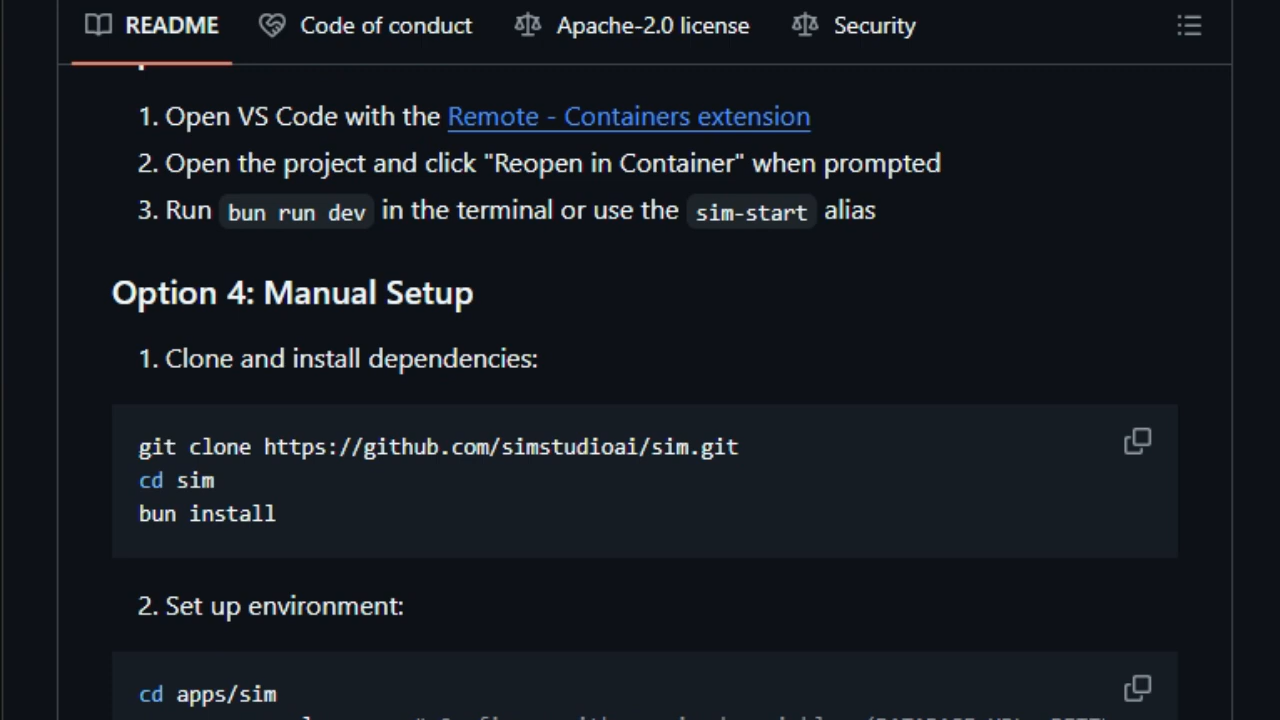 README Code of conduct Apache-2.0 license Security
1. Open VS Code with the Remote - Containers extension
2. Open the project and click "Reopen in Container" when prompted
3. Run bun run dev in the terminal or use the sim-start alias
Option 4: Manual Setup
1. Clone and install dependencies:
git clone https://github.com/simstudioai/sim.git
cd sim
bun install
2. Set up environment:
cd apps/sim